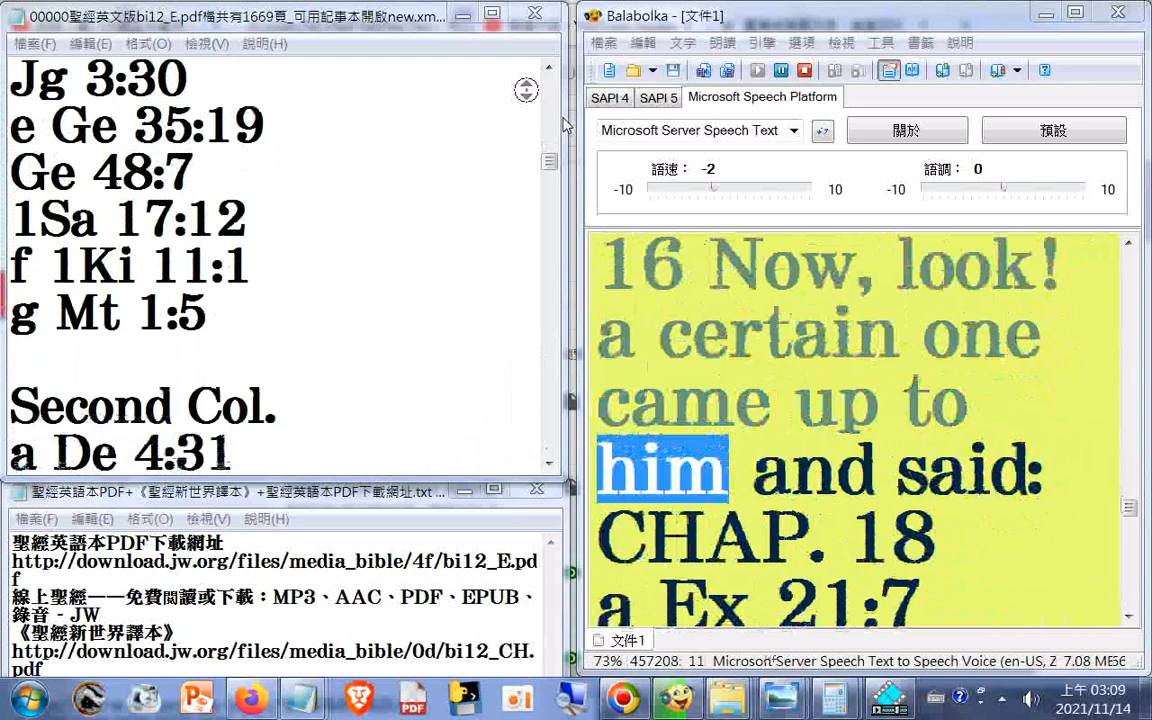 00000聖經英文版bi12_E.pdf檔共有1669頁_可用記事本開啟new.xm...
檔案(F) 編輯(E) 格式(O) 檢視(V) 說明(H)
Jg 3:30
e Ge 35:19
Ge 48:7
1Sa 17:12
f 1Ki 11:1
g Mt 1:5
Second Col.
a De 4:31
聖經英語本PDF+《聖經新世界譯本》+聖經英語本PDF下載網址.txt ...
檔案(F) 編輯(E) 格式(O) 檢視(V) 說明(H)
聖經英語本PDF下載網址
http://download.jw.org/files/media_bible/4f/bi12_E.pd
f
線上聖經——免費閱讀或下載：MP3、AAC、PDF、EPUB、
錄音 - JW
《聖經新世界譯本》
http://download.jw.org/files/media_bible/0d/bi12_CH.
pdf
Balabolka - [文件1]
檔案 編輯 文字 朗讀 引擎 選項 檢視 工具 書籤 說明
SAPI 4 SAPI 5 Microsoft Speech Platform
Microsoft Server Speech Text 關於 預設
語速： -2 語調： 0
-10 10 -10 10
16 Now, look!
a certain one
came up to
him and said:
CHAP. 18
a Ex 21:7
文件1
73% 457208: 11 Microsoft Server Speech Text to Speech Voice (en-US, Z 7.08 ME
PDF
上午 03:09
2021/11/14